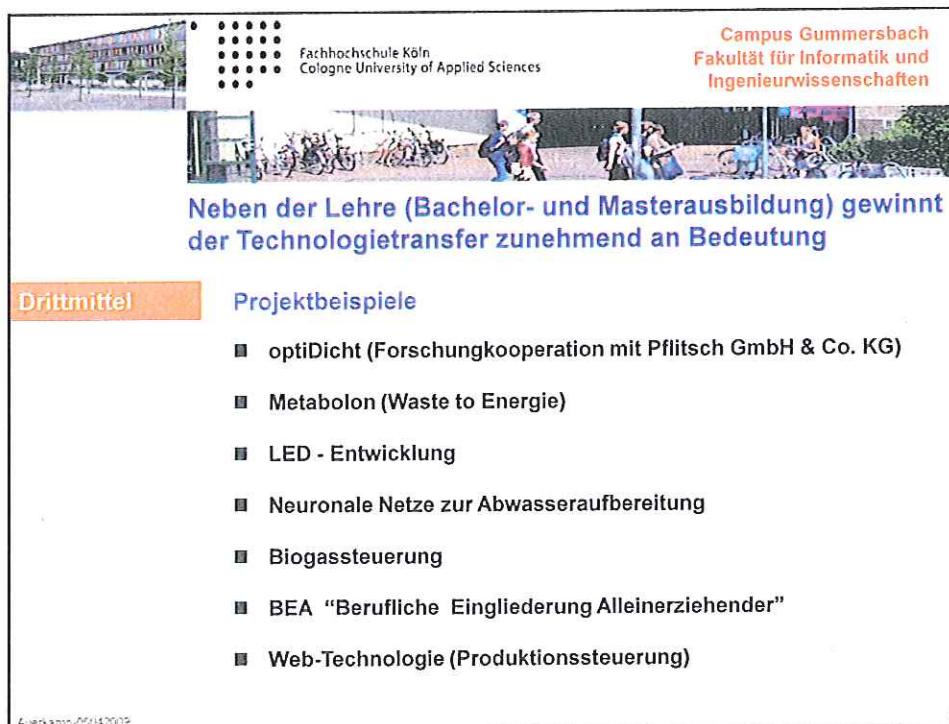 Fachhochschule Köln
Cologne University of Applied Sciences
Campus Gummersbach
Fakultät für Informatik und
Ingenieurwissenschaften
Neben der Lehre (Bachelor- und Masterausbildung) gewinnt
der Technologietransfer zunehmend an Bedeutung
Drittmittel
Projektbeispiele
optiDicht (Forschungkooperation mit Pflitsch GmbH & Co. KG)
Metabolon (Waste to Energie)
LED - Entwicklung
Neuronale Netze zur Abwasseraufbereitung
Biogassteuerung
BEA “Berufliche Eingliederung Alleinerziehender”
Web-Technologie (Produktionssteuerung)